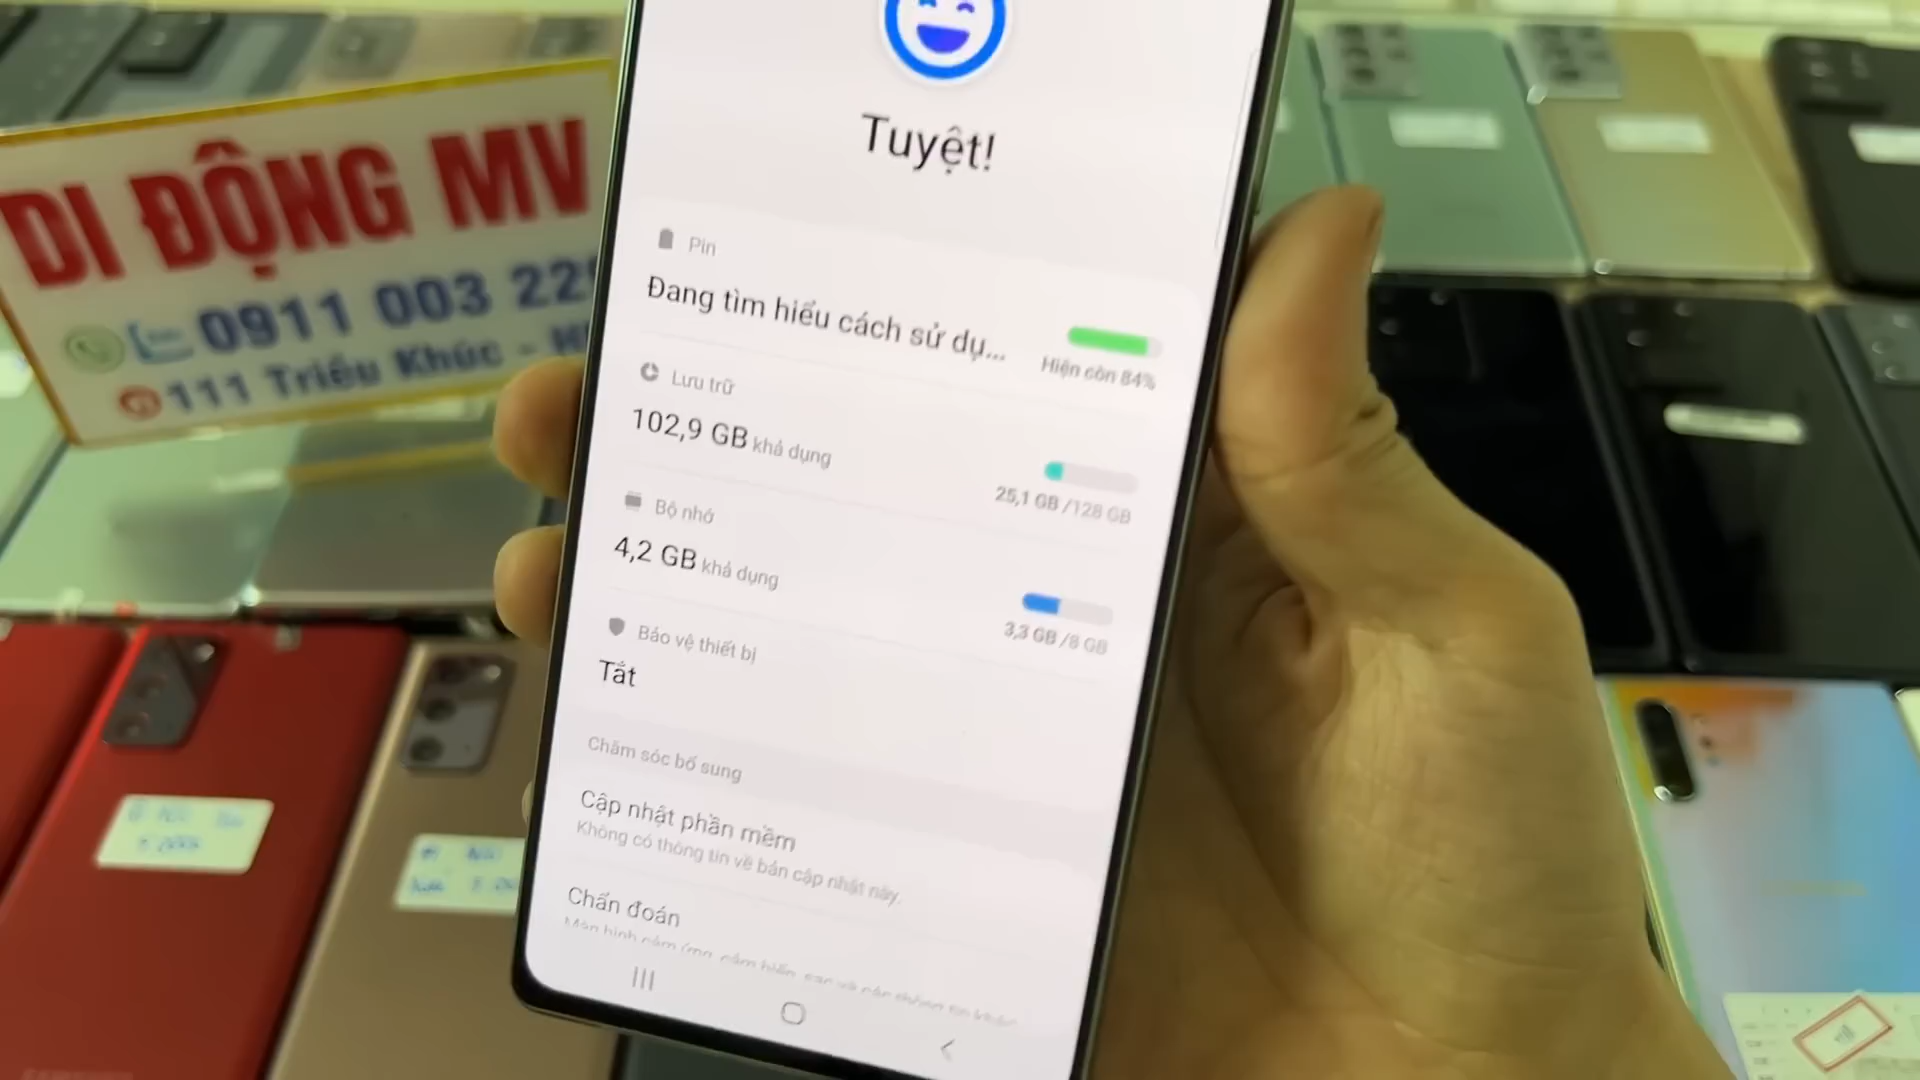 DI ĐỘNG MV
0911 003 22
111 Triều Khúc - H
Tuyệt!
Pin
Đang tìm hiểu cách sử dụ...
Hiện còn 84%
Lưu trữ
102,9 GB khả dụng
25,1 GB /128 GB
Bộ nhớ
4,2 GB khả dụng
3,3 GB /8 GB
Bảo vệ thiết bị
Tắt
Chăm sóc bổ sung
Cập nhật phần mềm
Không có thông tin về bản cập nhật này.
Chẩn đoán